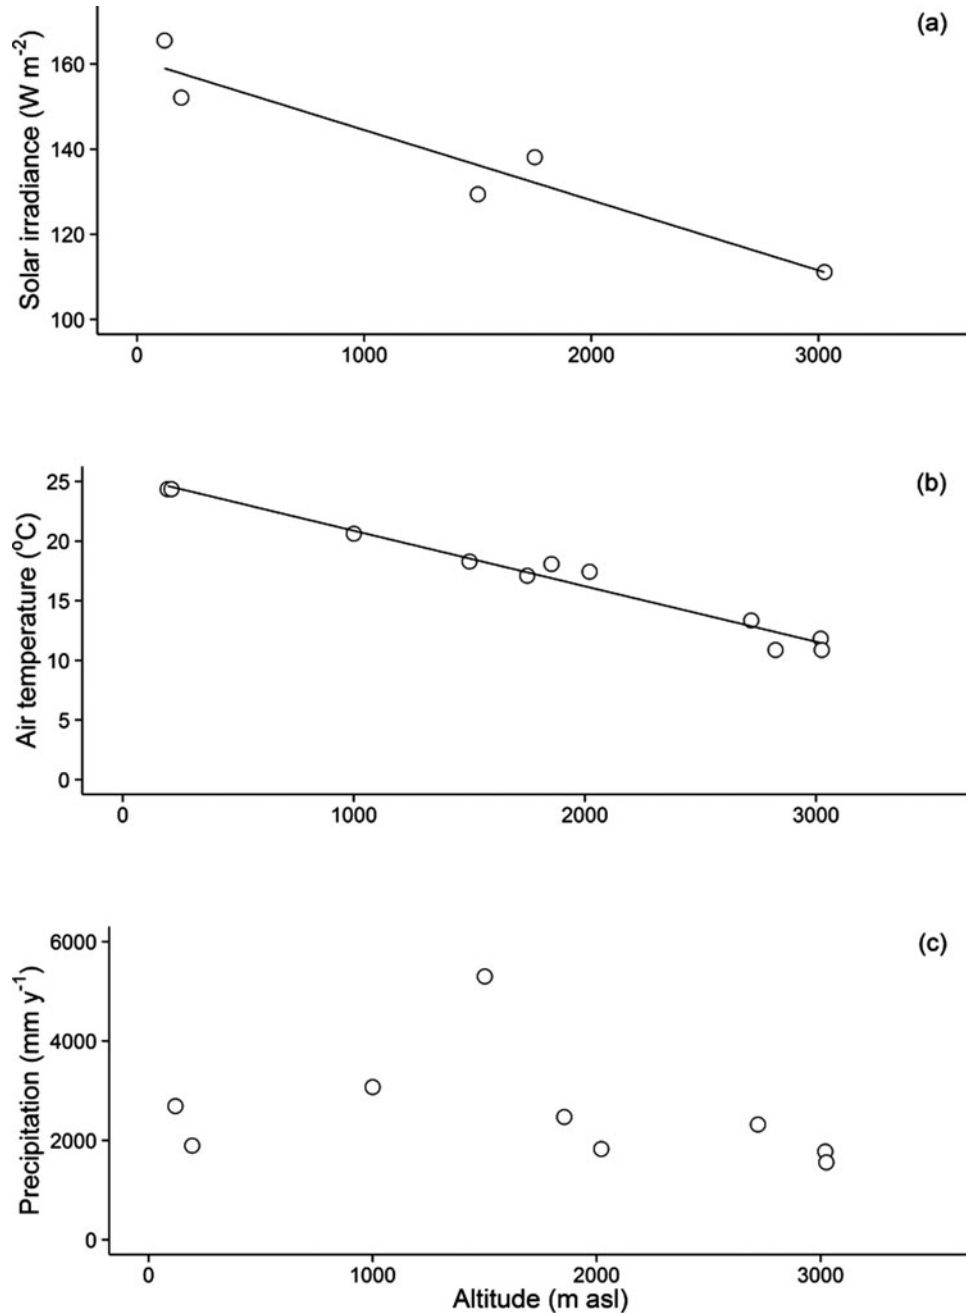 (a)
Solar irradiance (W m⁻²)
160
140
120
100
0 1000 2000 3000
(b)
Air temperature (°C)
25
20
15
10
5
0
0 1000 2000 3000
(c)
Precipitation (mm y⁻¹)
6000
4000
2000
0
0 1000 2000 3000
Altitude (m asl)